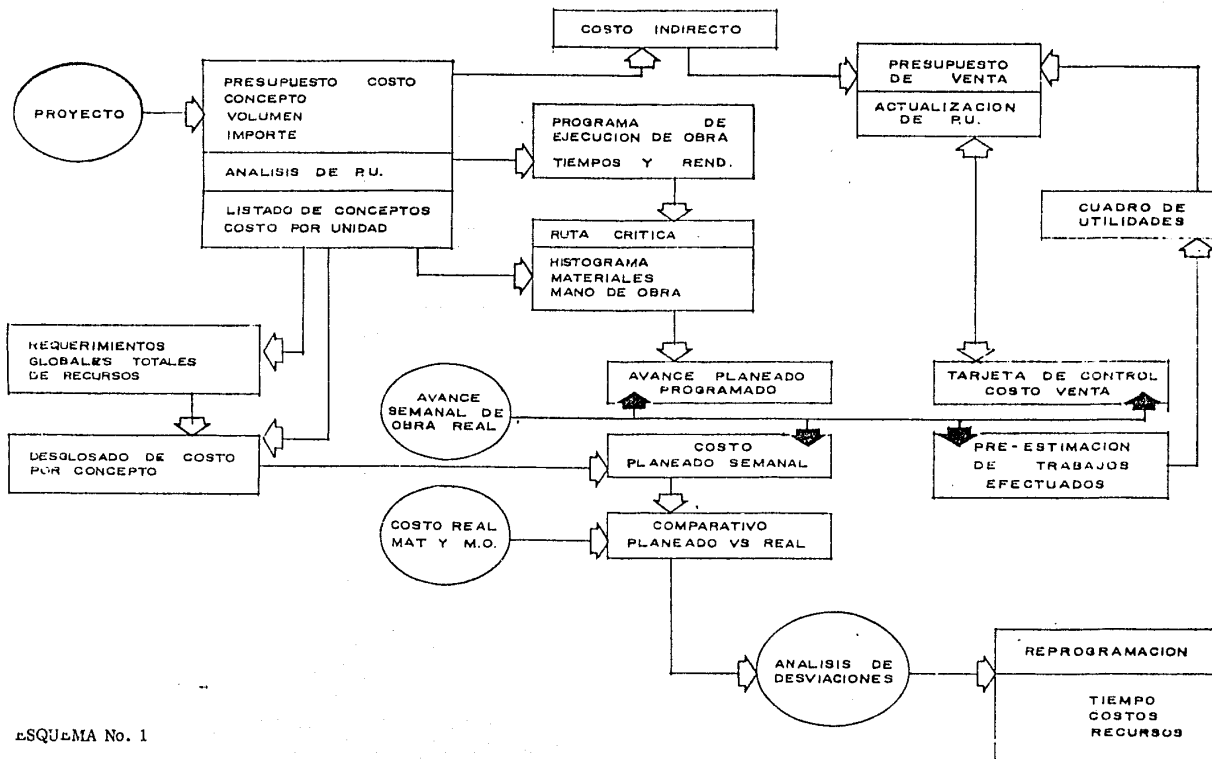 COSTO INDIRECTO
PROYECTO
PRESUPUESTO COSTO
CONCEPTO
VOLUMEN
IMPORTE
ANALISIS DE P.U.
LISTADO DE CONCEPTOS
COSTO POR UNIDAD
PROGRAMA DE
EJECUCION DE OBRA
TIEMPOS Y REND.
PRESUPUESTO
DE VENTA
ACTUALIZACION
DE P.U.
RUTA CRITICA
HISTOGRAMA
MATERIALES
MANO DE OBRA
CUADRO DE
UTILIDADES
REQUERIMIENTOS
GLOBALES TOTALES
DE RECURSOS
AVANCE
SEMANAL DE
OBRA REAL
AVANCE PLANEADO
PROGRAMADO
TARJETA DE CONTROL
COSTO VENTA
DESGLOSADO DE COSTO
POR CONCEPTO
COSTO
PLANEADO SEMANAL
PRE-ESTIMACION
DE TRABAJOS
EFECTUADOS
COSTO REAL
MAT Y M.O.
COMPARATIVO
PLANEADO VS REAL
ANALISIS DE
DESVIACIONES
REPROGRAMACION
TIEMPO
COSTOS
RECURSOS
ESQUEMA No. 1